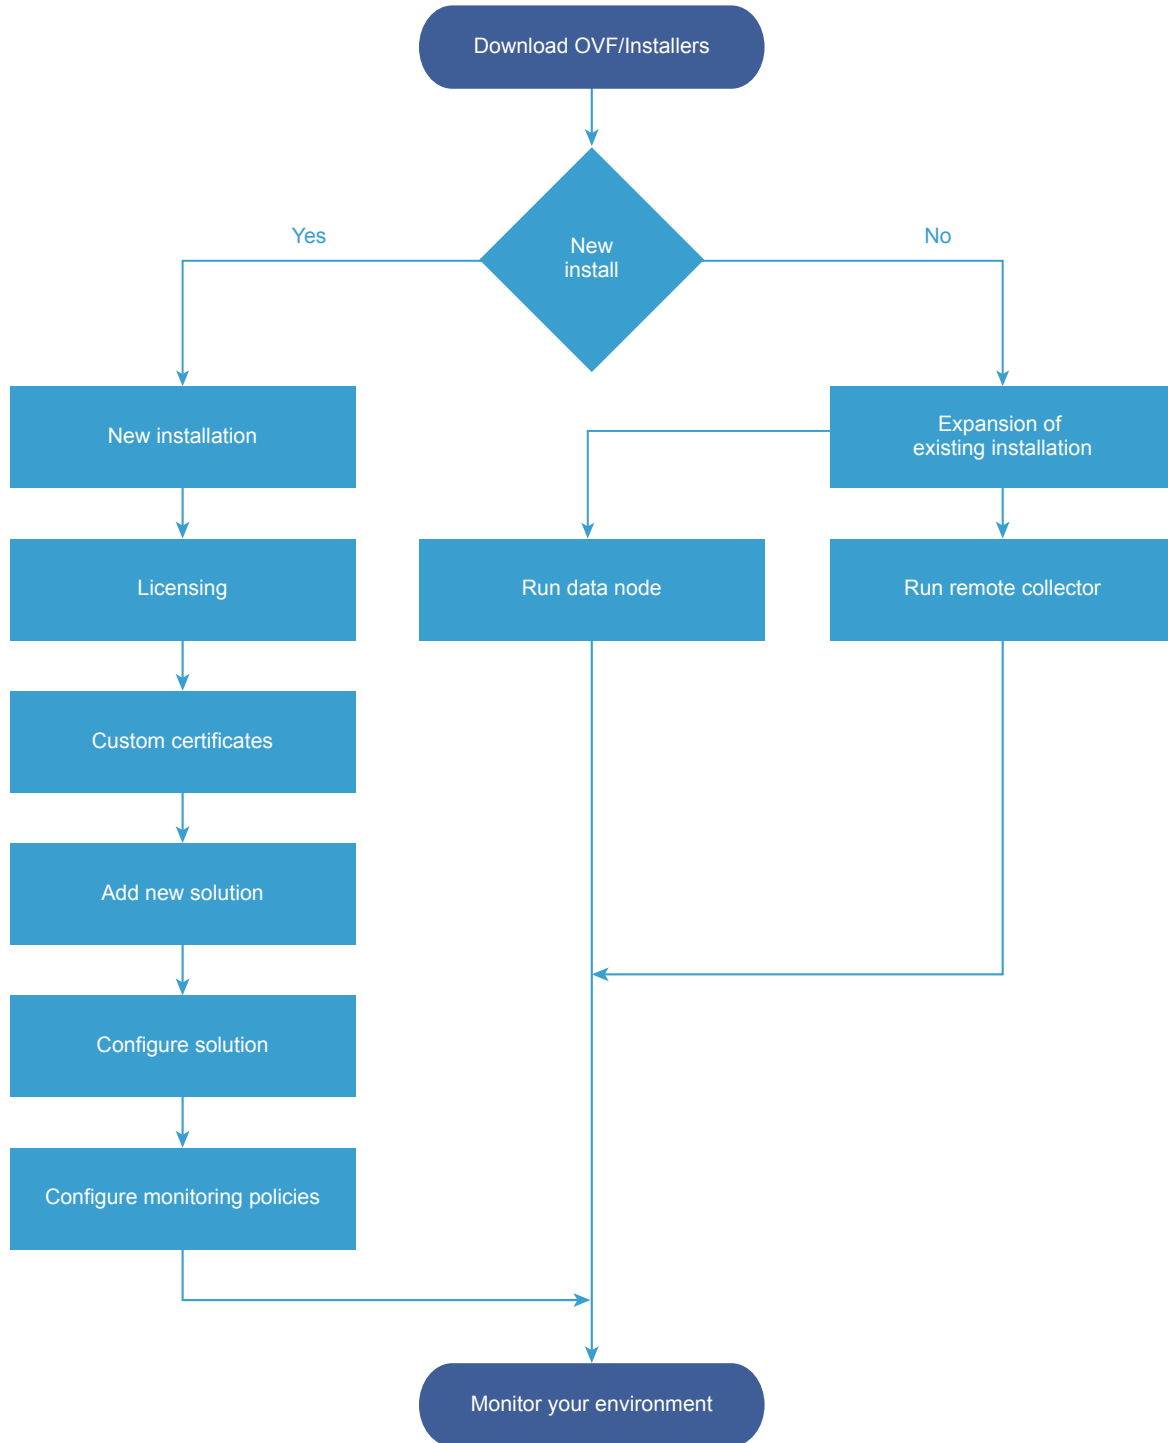 Download OVF/Installers
Yes
New
install
No
New installation
Expansion of
existing installation
Licensing
Run data node
Run remote collector
Custom certificates
Add new solution
Configure solution
Configure monitoring policies
Monitor your environment